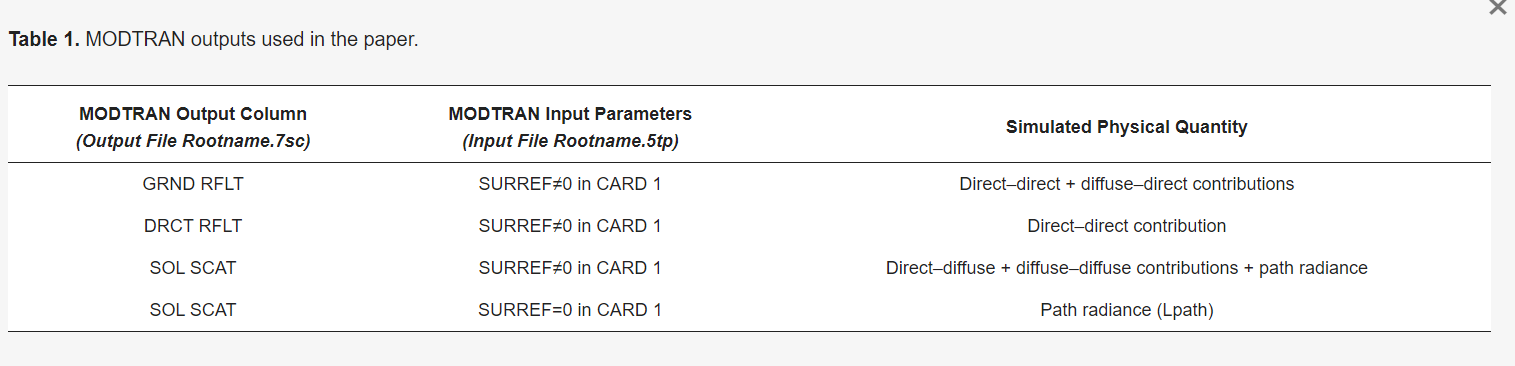 Table 1. MODTRAN outputs used in the paper.
MODTRAN Output Column MODTRAN Input Parameters Simulated Physical Quantity
(Output File Rootname.7sc) (Input File Rootname.5tp)
GRND RFLT SURREF≠0 in CARD 1 Direct–direct + diffuse–direct contributions
DRCT RFLT SURREF≠0 in CARD 1 Direct–direct contribution
SOL SCAT SURREF≠0 in CARD 1 Direct–diffuse + diffuse–diffuse contributions + path radiance
SOL SCAT SURREF=0 in CARD 1 Path radiance (Lpath)